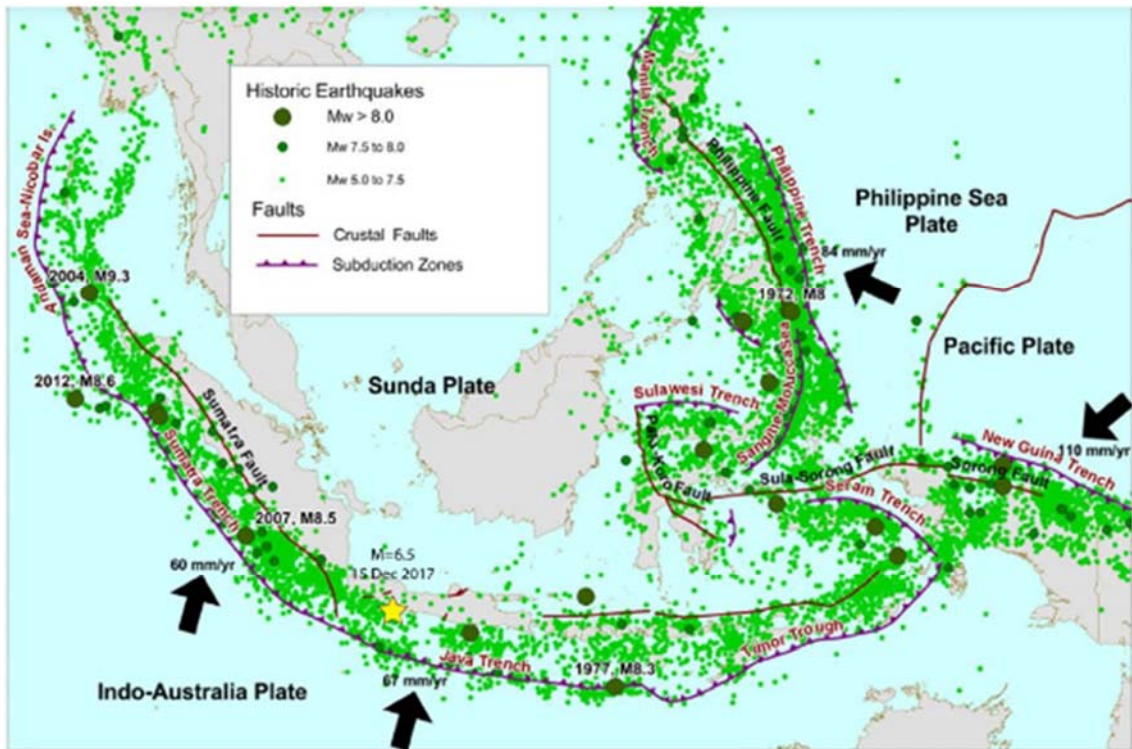 Historic Earthquakes
Mw > 8.0
Mw 7.5 to 8.0
Mw 5.0 to 7.5
Faults
Crustal Faults
Subduction Zones
Manila Trench
Philippine Fault
Philippine Trench
Philippine Sea
Plate
84 mm/yr
Andaman Sea-Nicobar Is.
2004, M9.3
1972, M8
Pacific Plate
2012, M8.6
Sunda Plate
Sulawesi Trench
Sangihe-Molucca Sea
New Guina Trench
110 mm/yr
Sumatra Fault
Sumatra Trench
Palu-Koro Fault
Sula-Sorong Fault
Sorong Fault
Seram Trench
2007, M8.5
M=6.5
15 Dec 2017
60 mm/yr
Java Trench
Timor Trough
1977, M8.3
67 mm/yr
Indo-Australia Plate